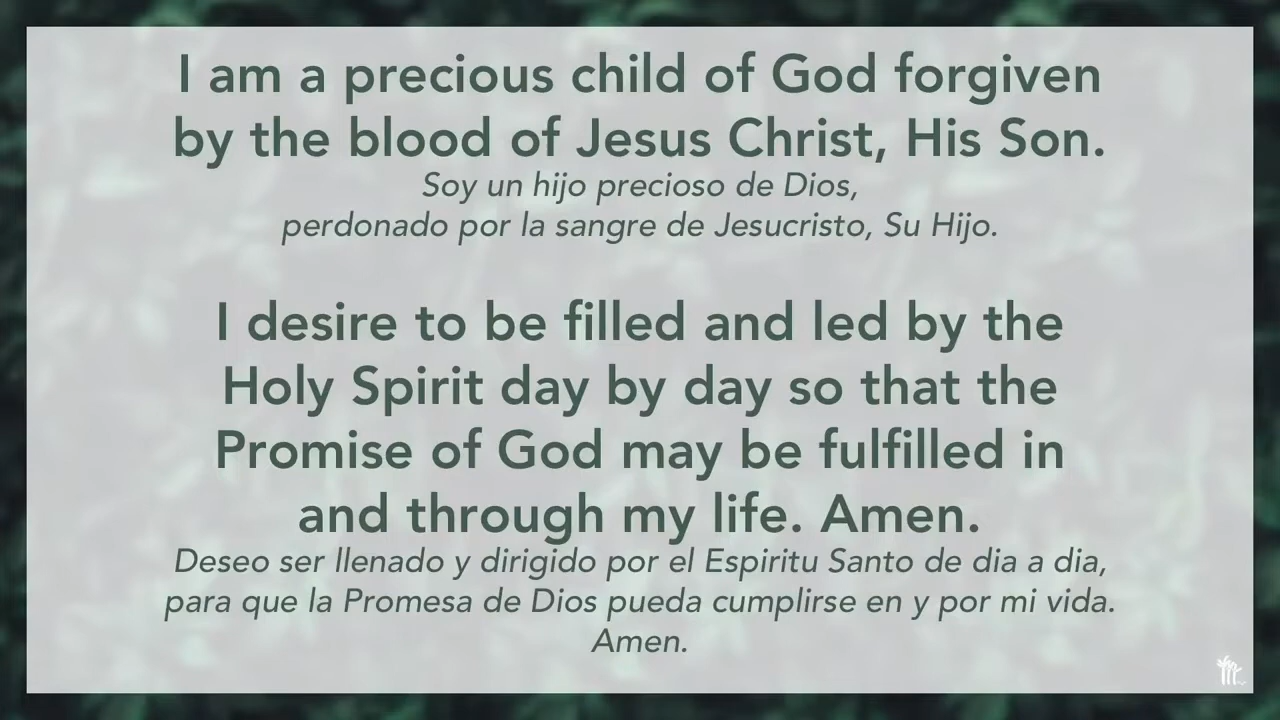 I am a precious child of God forgiven
by the blood of Jesus Christ, His Son.
Soy un hijo precioso de Dios,
perdonado por la sangre de Jesucristo, Su Hijo.
I desire to be filled and led by the
Holy Spirit day by day so that the
Promise of God may be fulfilled in
and through my life. Amen.
Deseo ser llenado y dirigido por el Espiritu Santo de dia a dia,
para que la Promesa de Dios pueda cumplirse en y por mi vida.
Amen.